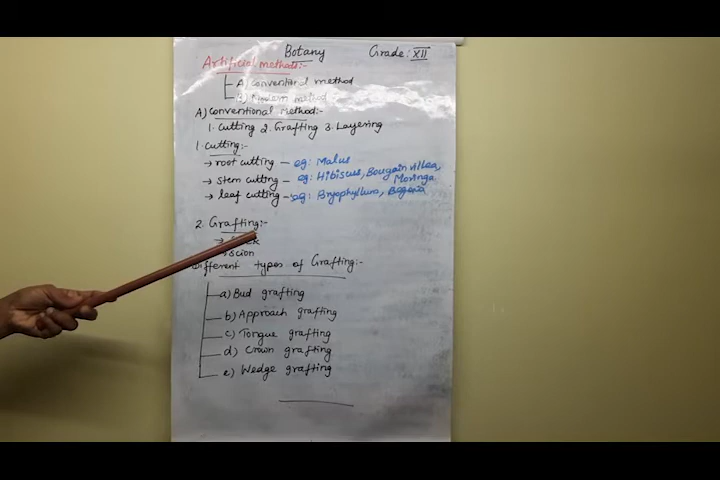 Botany Grade: XII
Artificial methods:-
A) Conventional method
B) Modern method
A) Conventional method:-
1. Cutting 2. Grafting 3. Layering
1. Cutting:-
→ root cutting - eg: Malus
→ stem cutting - eg: Hibiscus, Bougainvillea, Moringa
→ leaf cutting - eg: Bryophyllum, Begonia
2. Grafting:-
→ scion
Different types of Grafting:-
a) Bud grafting
b) Approach grafting
c) Tongue grafting
d) Crown grafting
e) Wedge grafting